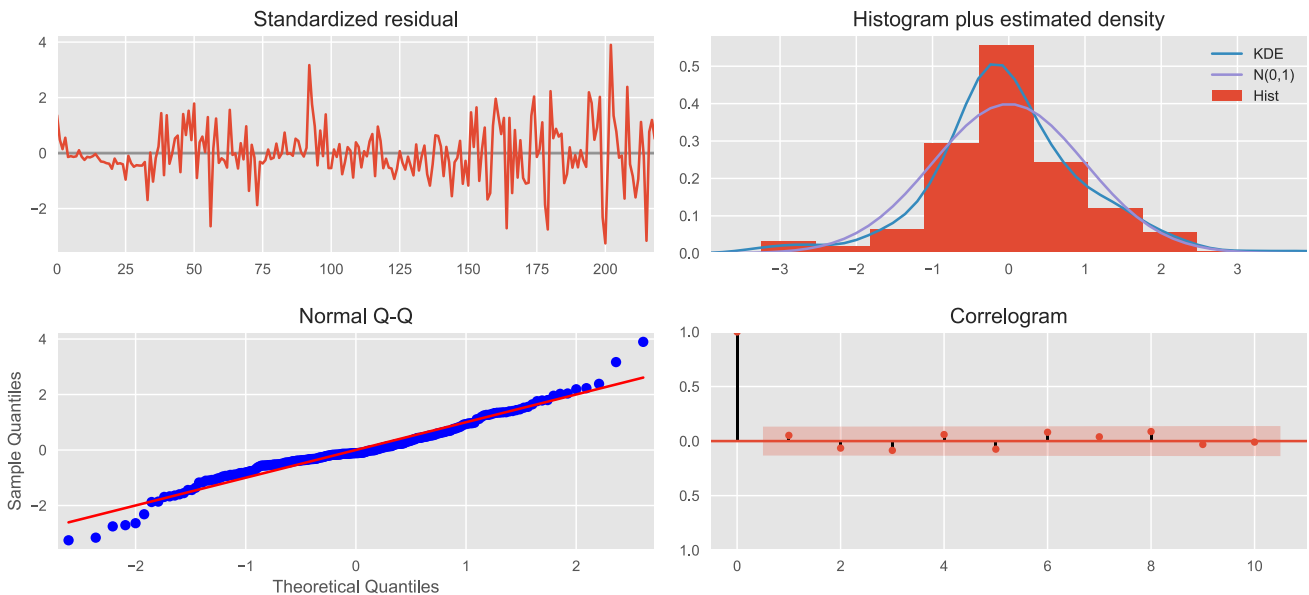 Standardized residual
4
2
0
−2
0 25 50 75 100 125 150 175 200
Histogram plus estimated density
KDE
N(0,1)
Hist
0.5
0.4
0.3
0.2
0.1
0.0
−3 −2 −1 0 1 2 3
Normal Q-Q
Sample Quantiles
4
2
0
−2
−2 −1 0 1 2
Theoretical Quantiles
Correlogram
1.0
0.5
0.0
0.5
1.0
0 2 4 6 8 10